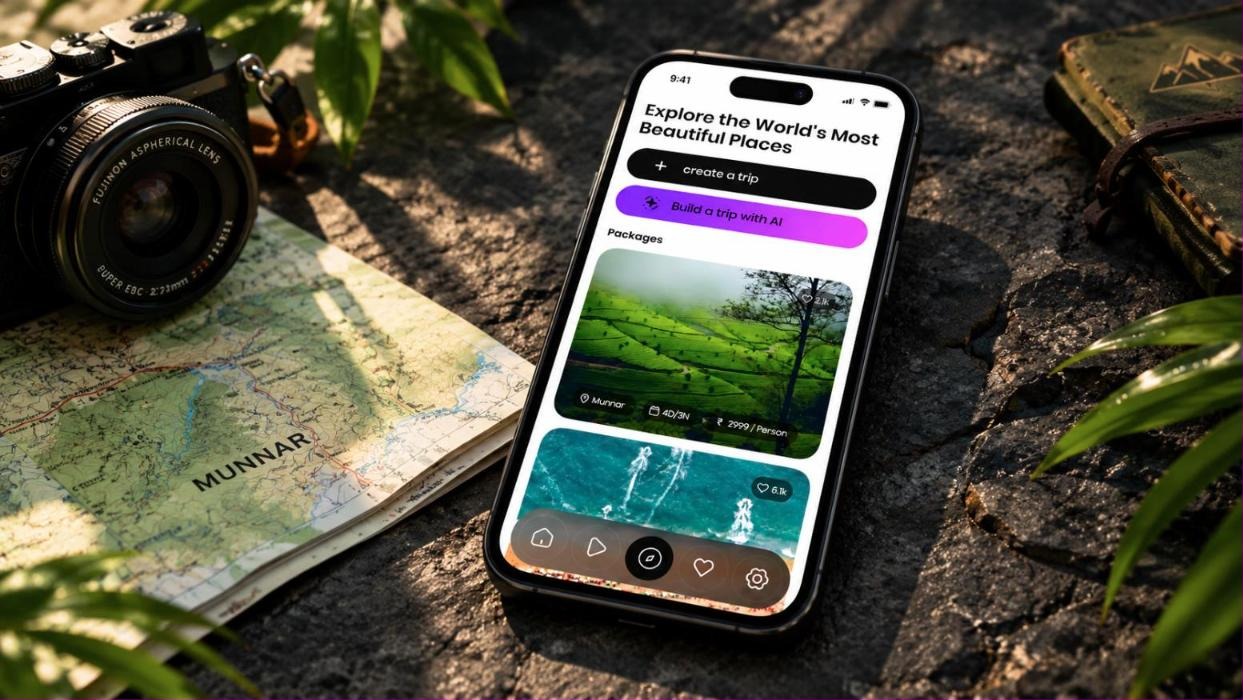 FUJINON ASPHERICAL LENS
SUPER EBC
MUNNAR
9:41
Explore the World's Most
Beautiful Places
+ create a trip
Build a trip with AI
Packages
2.1k
Munnar 4D/3N ₹ 2999 / Person
6.1k